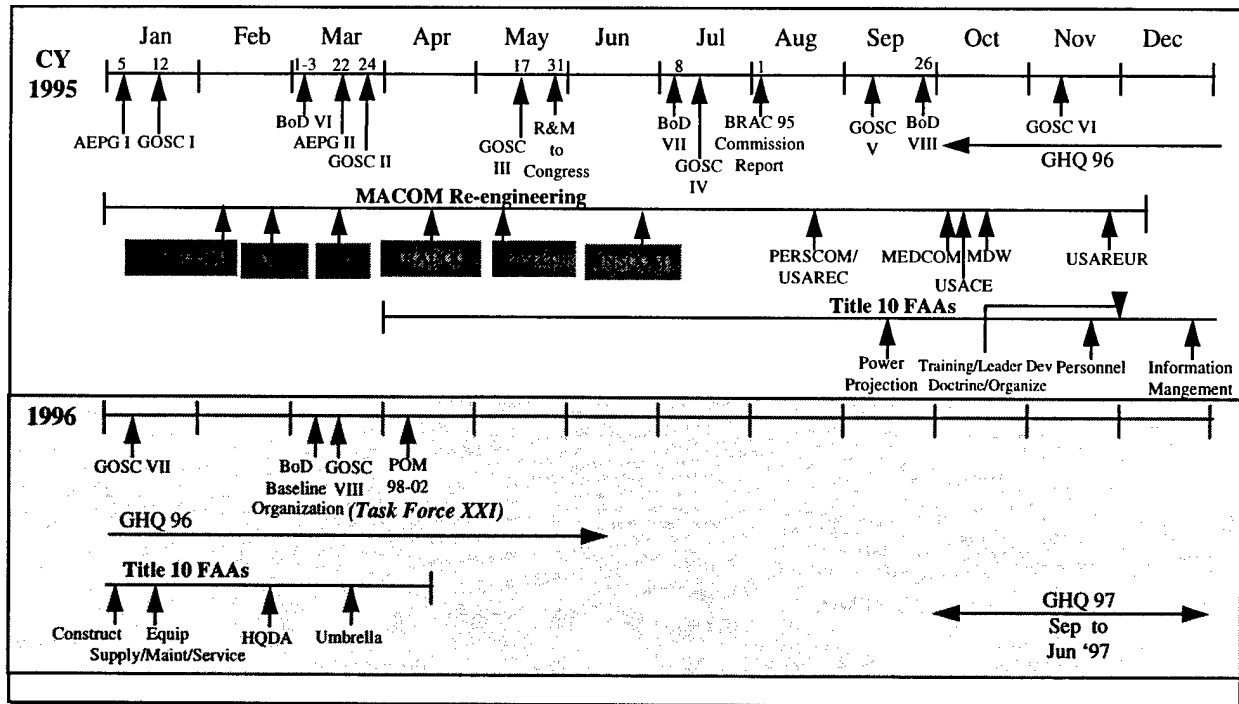 Jan Feb Mar Apr May Jun Jul Aug Sep Oct Nov Dec
CY
1995
5 12 1-3 22 24 17 31 8 1 26
AEPG I
GOSC I
BoD VI
AEPG II
GOSC II
GOSC
III
R&M
to
Congress
BoD
VII
GOSC
IV
BRAC 95
Commission
Report
GOSC
V
BoD
VIII
GOSC VI
GHQ 96
MACOM Re-engineering
PERSCOM/
USAREC
MEDCOM
USACE
MDW
USAREUR
Title 10 FAAs
Power
Projection
Training/Leader Dev
Doctrine/Organize
Personnel
Information
Mangement
1996
GOSC VII
BoD
Baseline
Organization
GOSC
VIII
(Task Force XXI)
POM
98-02
GHQ 96
Title 10 FAAs
Construct
Equip
Supply/Maint/Service
HQDA
Umbrella
GHQ 97
Sep to
Jun ‘97